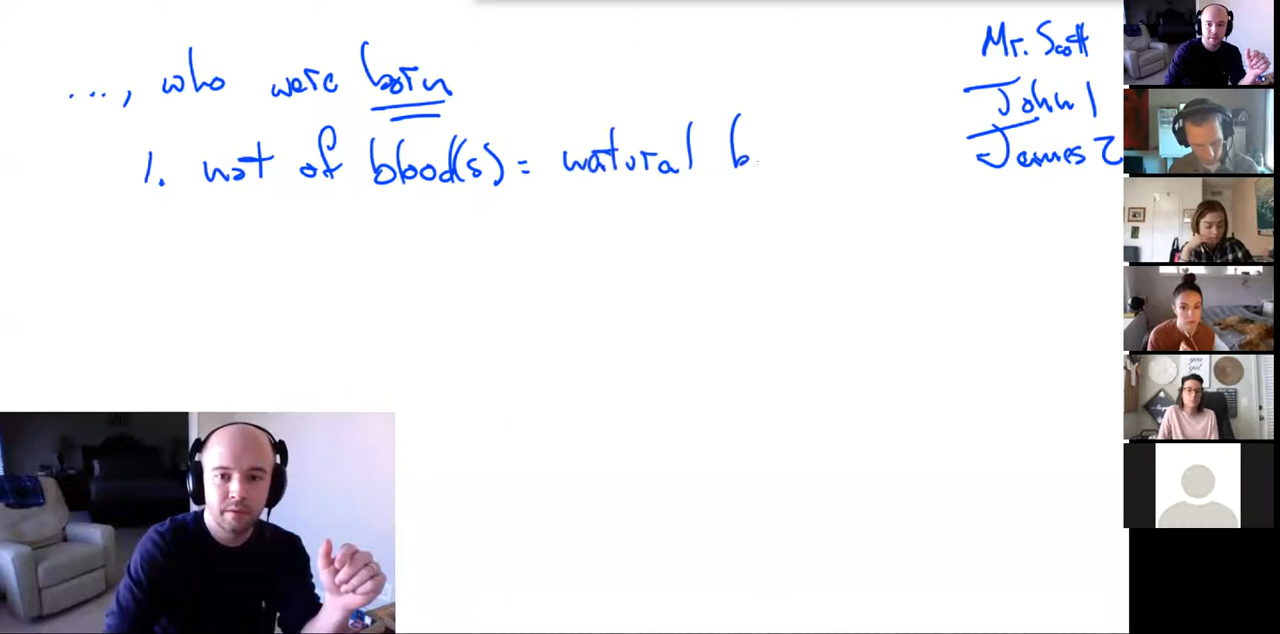 ..., who were born
1. not of blood(s) = natural b
Mr. Scott
John 1
James 2